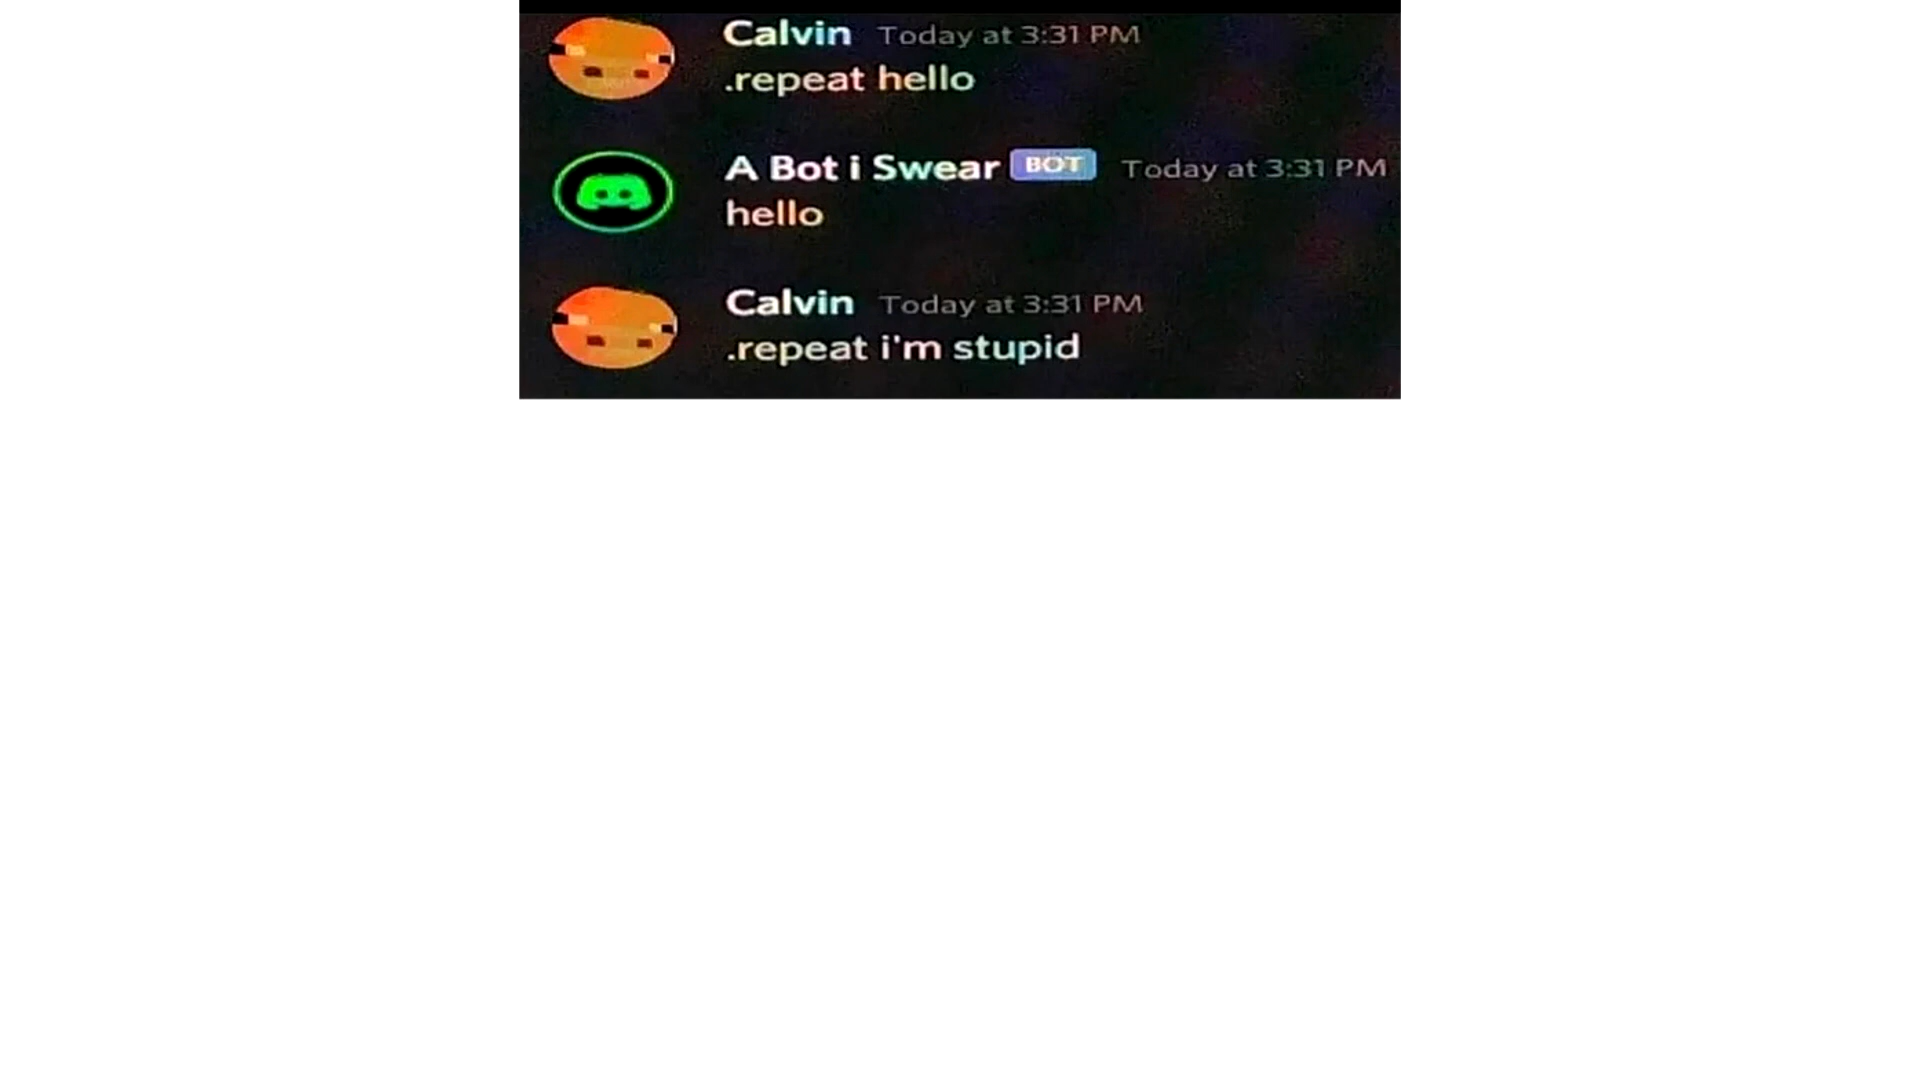 Calvin Today at 3:31 PM
.repeat hello
A Bot i Swear BOT Today at 3:31 PM
hello
Calvin Today at 3:31 PM
.repeat i'm stupid